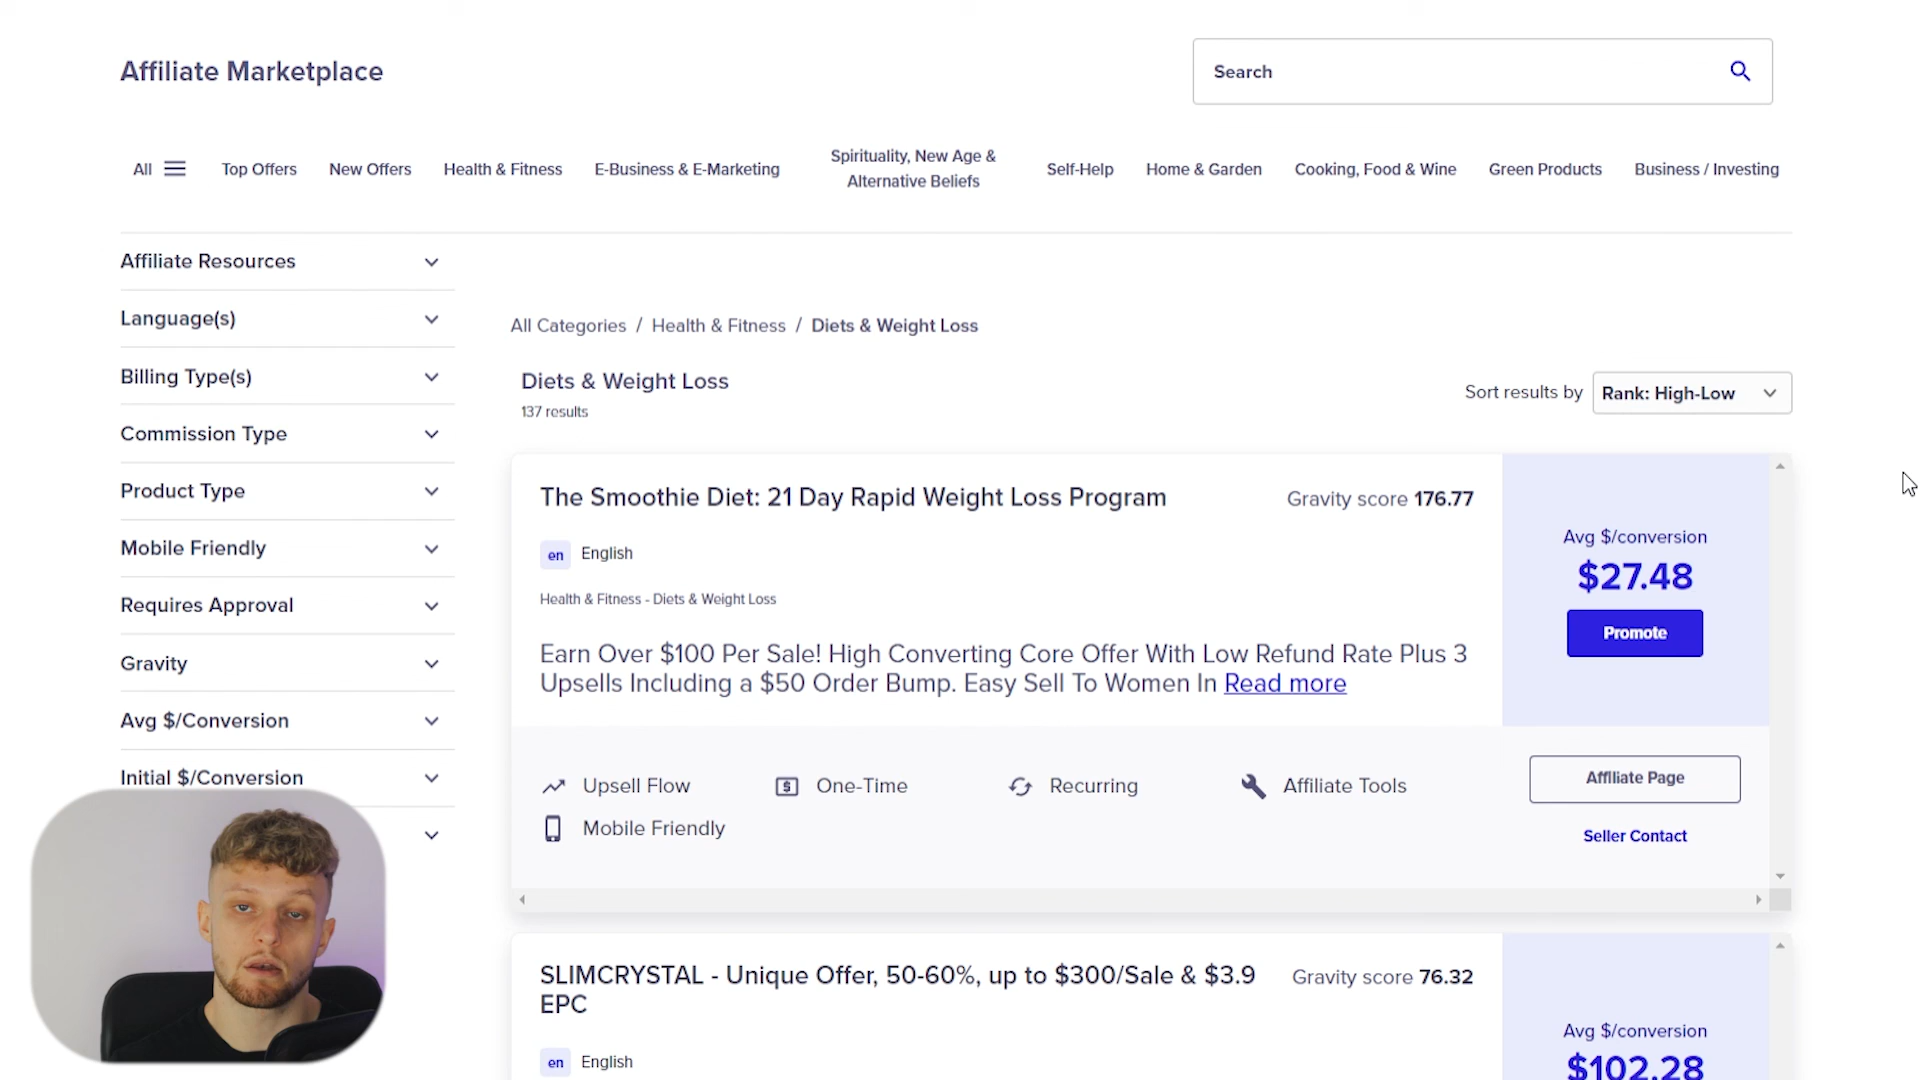 Affiliate Marketplace
Search
All
Top Offers
New Offers
Health & Fitness
E-Business & E-Marketing
Spirituality, New Age &
Alternative Beliefs
Self-Help
Home & Garden
Cooking, Food & Wine
Green Products
Business / Investing
Affiliate Resources
Language(s)
Billing Type(s)
Commission Type
Product Type
Mobile Friendly
Requires Approval
Gravity
Avg $/Conversion
Initial $/Conversion
All Categories / Health & Fitness / Diets & Weight Loss
Diets & Weight Loss
137 results
Sort results by
Rank: High-Low
The Smoothie Diet: 21 Day Rapid Weight Loss Program
Gravity score 176.77
en English
Health & Fitness - Diets & Weight Loss
Earn Over $100 Per Sale! High Converting Core Offer With Low Refund Rate Plus 3
Upsells Including a $50 Order Bump. Easy Sell To Women In Read more
Avg $/conversion
$27.48
Promote
Upsell Flow
One-Time
Recurring
Affiliate Tools
Mobile Friendly
Affiliate Page
Seller Contact
SLIMCRYSTAL - Unique Offer, 50-60%, up to $300/Sale & $3.9
EPC
Gravity score 76.32
en English
Avg $/conversion
$102.28